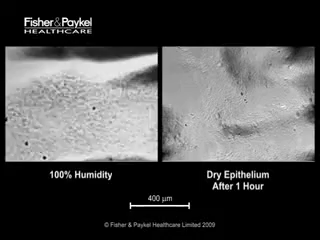 Fisher&Paykel
HEALTHCARE
100% Humidity
Dry Epithelium
After 1 Hour
400 µm
© Fisher & Paykel Healthcare Limited 2009